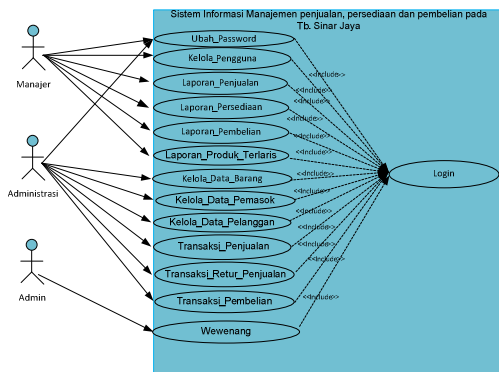 Sistem Informasi Manajemen penjualan, persediaan dan pembelian pada
Tb. Sinar Jaya
Ubah_Password
Kelola_Pengguna
Manajer
<<Include>>
Laporan_Penjualan
<<Include>>
<<Include>>
Laporan_Persediaan
<<Include>>
Laporan_Pembelian
<<Include>>
Laporan_Produk_Terlaris
<<Include>>
Login
Kelola_Data_Barang
<<Include>>
Administrasi
Kelola_Data_Pemasok
<<Include>>
Kelola_Data_Pelanggan
<<Include>>
Transaksi_Penjualan
<<Include>>
<<Include>>
Transaksi_Retur_Penjualan
Admin
<<Include>>
Transaksi_Pembelian
Wewenang